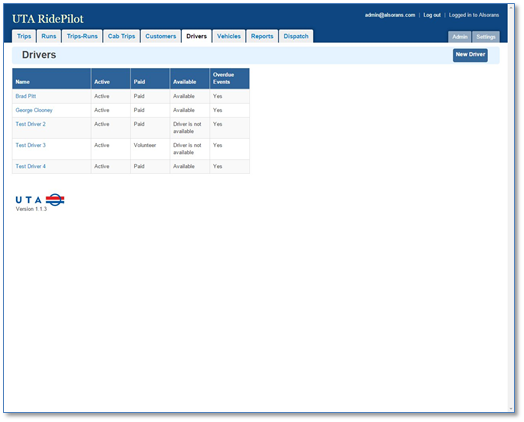 UTA RidePilot
admin@alsorans.com | Log out | Logged in to Alsorans
Trips Runs Trips-Runs Cab Trips Customers Drivers Vehicles Reports Dispatch Admin Settings
Drivers New Driver
Name Active Paid Available Overdue Events
Brad Pitt Active Paid Available Yes
George Clooney Active Paid Available Yes
Test Driver 2 Active Paid Driver is not available Yes
Test Driver 3 Active Volunteer Driver is not available Yes
Test Driver 4 Active Paid Available Yes
UTA
Version 1.1.3